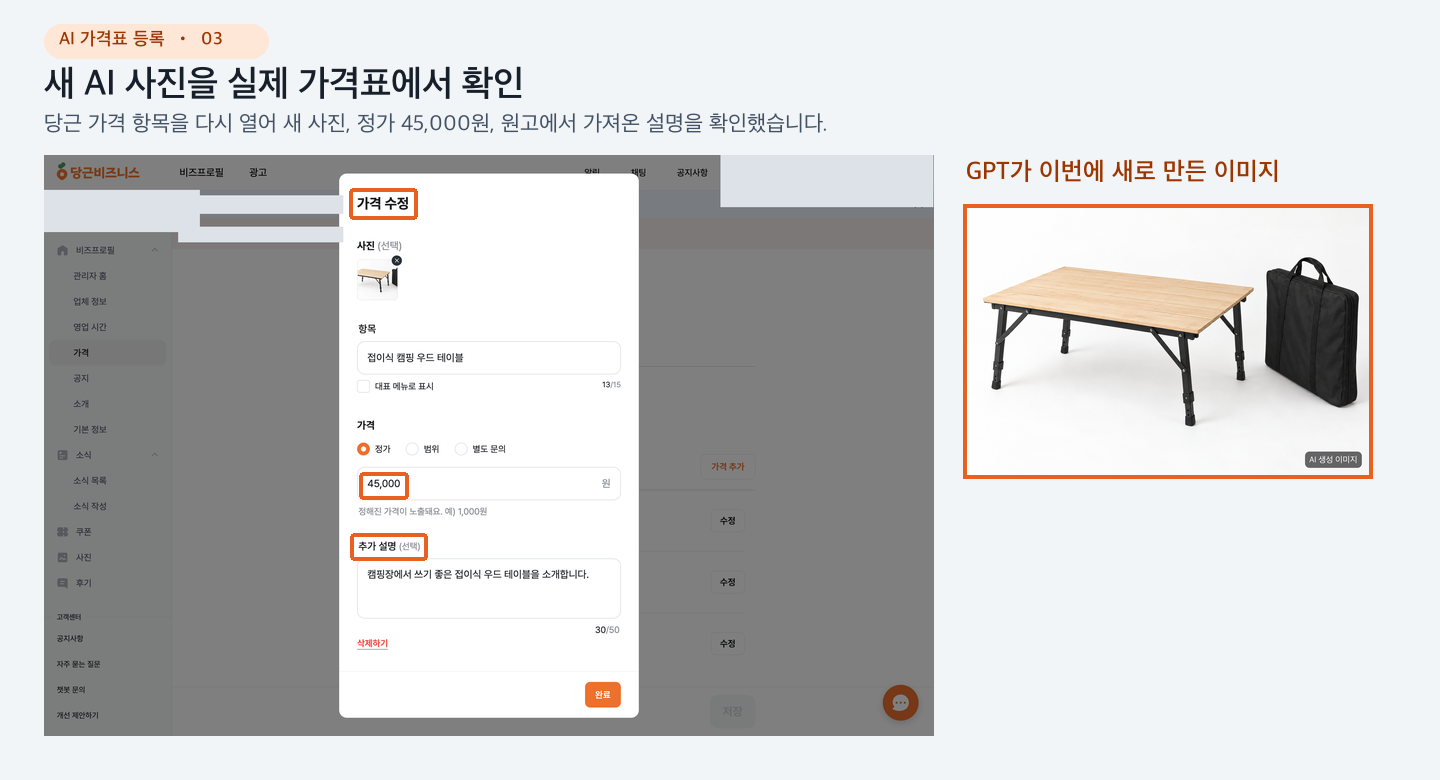 AI 가격표 등록 • 03
새 AI 사진을 실제 가격표에서 확인
당근 가격 항목을 다시 열어 새 사진, 정가 45,000원, 원고에서 가져온 설명을 확인했습니다.
당근비즈니스
비즈프로필
광고
알림
채팅
공지사항
비즈프로필
관리자 홈
업체 정보
영업 시간
가격
공지
소개
기본 정보
소식
소식 목록
소식 작성
쿠폰
사진
후기
고객센터
공지사항
자주 묻는 질문
챗봇 문의
개선 제안하기
가격 수정
사진 (선택)
항목
접이식 캠핑 우드 테이블
대표 메뉴로 표시
13/15
가격
정가
범위
별도 문의
45,000
원
정해진 가격이 노출돼요. 예) 1,000원
추가 설명 (선택)
캠핑장에서 쓰기 좋은 접이식 우드 테이블을 소개합니다.
30/50
삭제하기
완료
가격 추가
수정
수정
수정
저장
GPT가 이번에 새로 만든 이미지
AI 생성 이미지